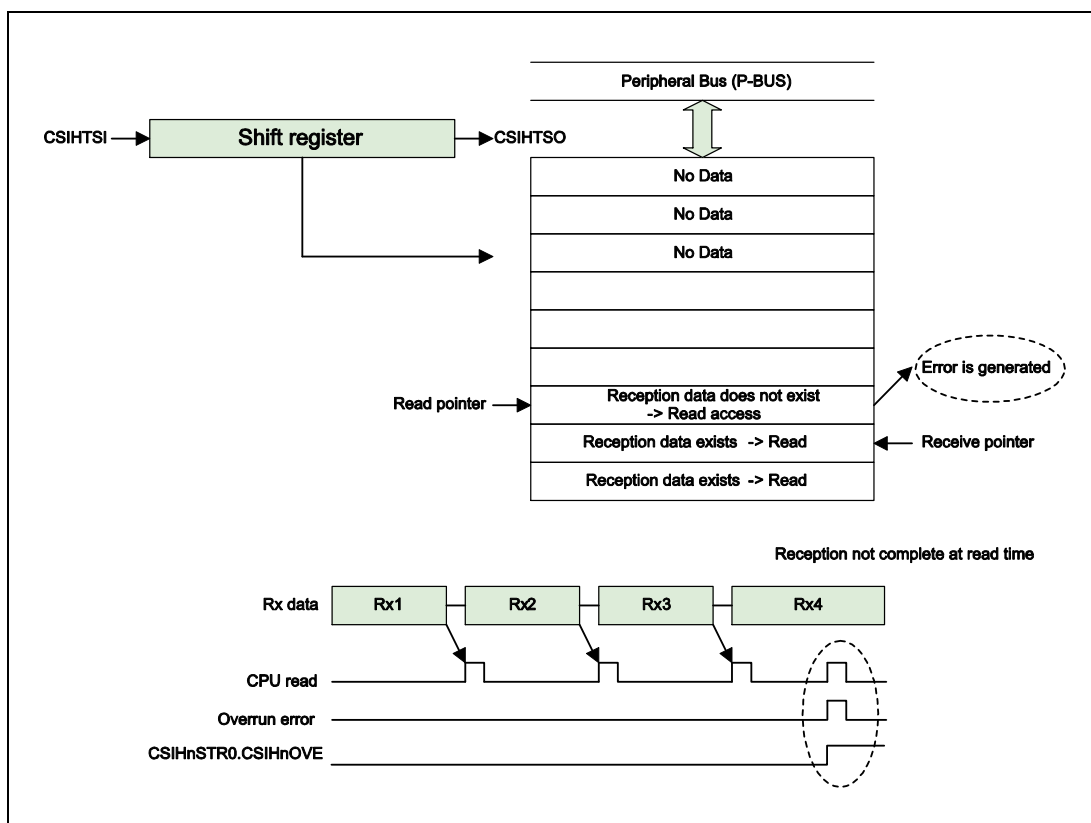 Peripheral Bus (P-BUS)
CSIHTSI
Shift register
CSIHTSO
No Data
No Data
No Data
Error is generated
Read pointer
Reception data does not exist
-> Read access
Reception data exists -> Read
Receive pointer
Reception data exists -> Read
Reception not complete at read time
Rx data
Rx1
Rx2
Rx3
Rx4
CPU read
Overrun error
CSIHnSTR0.CSIHnOVE